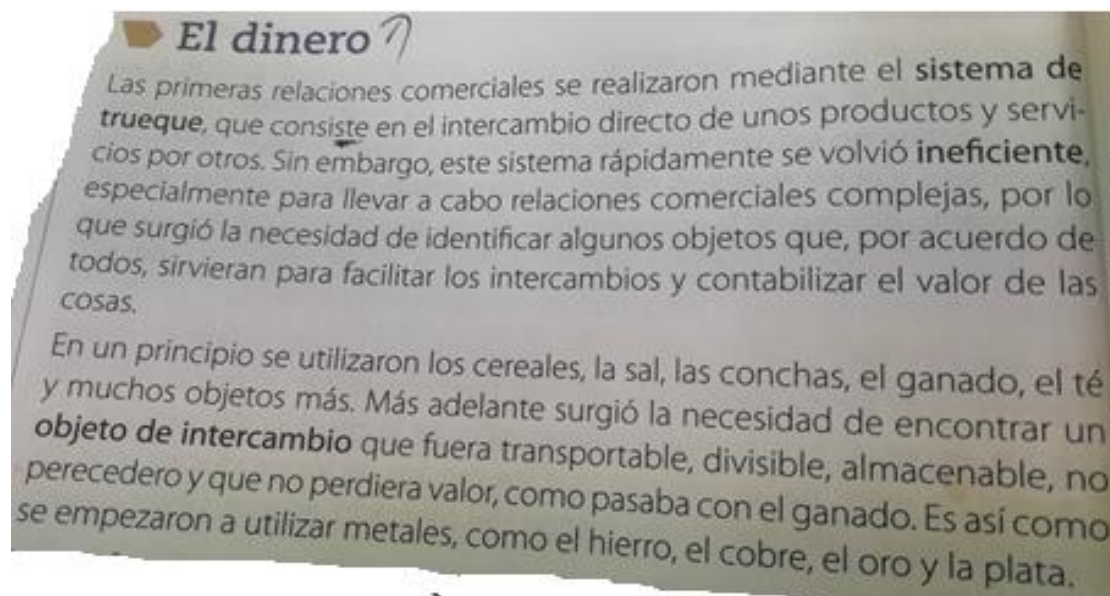 El dinero
Las primeras relaciones comerciales se realizaron mediante el sistema de
trueque, que consiste en el intercambio directo de unos productos y servi-
cios por otros. Sin embargo, este sistema rápidamente se volvió ineficiente,
especialmente para llevar a cabo relaciones comerciales complejas, por lo
que surgió la necesidad de identificar algunos objetos que, por acuerdo de
todos, sirvieran para facilitar los intercambios y contabilizar el valor de las
cosas.
En un principio se utilizaron los cereales, la sal, las conchas, el ganado, el té
y muchos objetos más. Más adelante surgió la necesidad de encontrar un
objeto de intercambio que fuera transportable, divisible, almacenable, no
perecedero y que no perdiera valor, como pasaba con el ganado. Es así como
se empezaron a utilizar metales, como el hierro, el cobre, el oro y la plata.